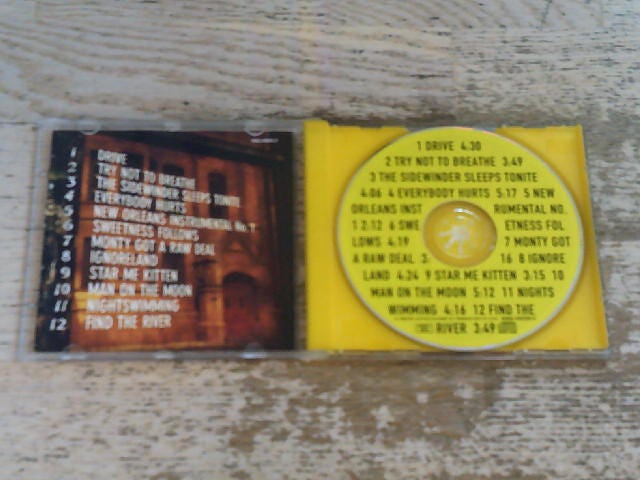 1 DRIVE
2 TRY NOT TO BREATHE
3 THE SIDEWINDER SLEEPS TONITE
4 EVERYBODY HURTS
5 NEW ORLEANS INSTRUMENTAL No. 1
6 SWEETNESS FOLLOWS
7 MONTY GOT A RAW DEAL
8 IGNORELAND
9 STAR ME KITTEN
10 MAN ON THE MOON
11 NIGHTSWIMMING
12 FIND THE RIVER
1 DRIVE 4.30
2 TRY NOT TO BREATHE 3:49
3 THE SIDEWINDER SLEEPS TONITE
4:06 4 EVERYBODY HURTS 5:17 5 NEW
ORLEANS INST RUMENTAL NO.
1 2:12 6 SWE ETNESS FOL
LOWS 4:19 7 MONTY GOT
A RAW DEAL 3: 16 8 IGNORE
LAND 4:24 9 STAR ME KITTEN 3:15 10
MAN ON THE MOON 5:12 11 NIGHTS
WIMMING 4:16 12 FIND THE
RIVER 3:49